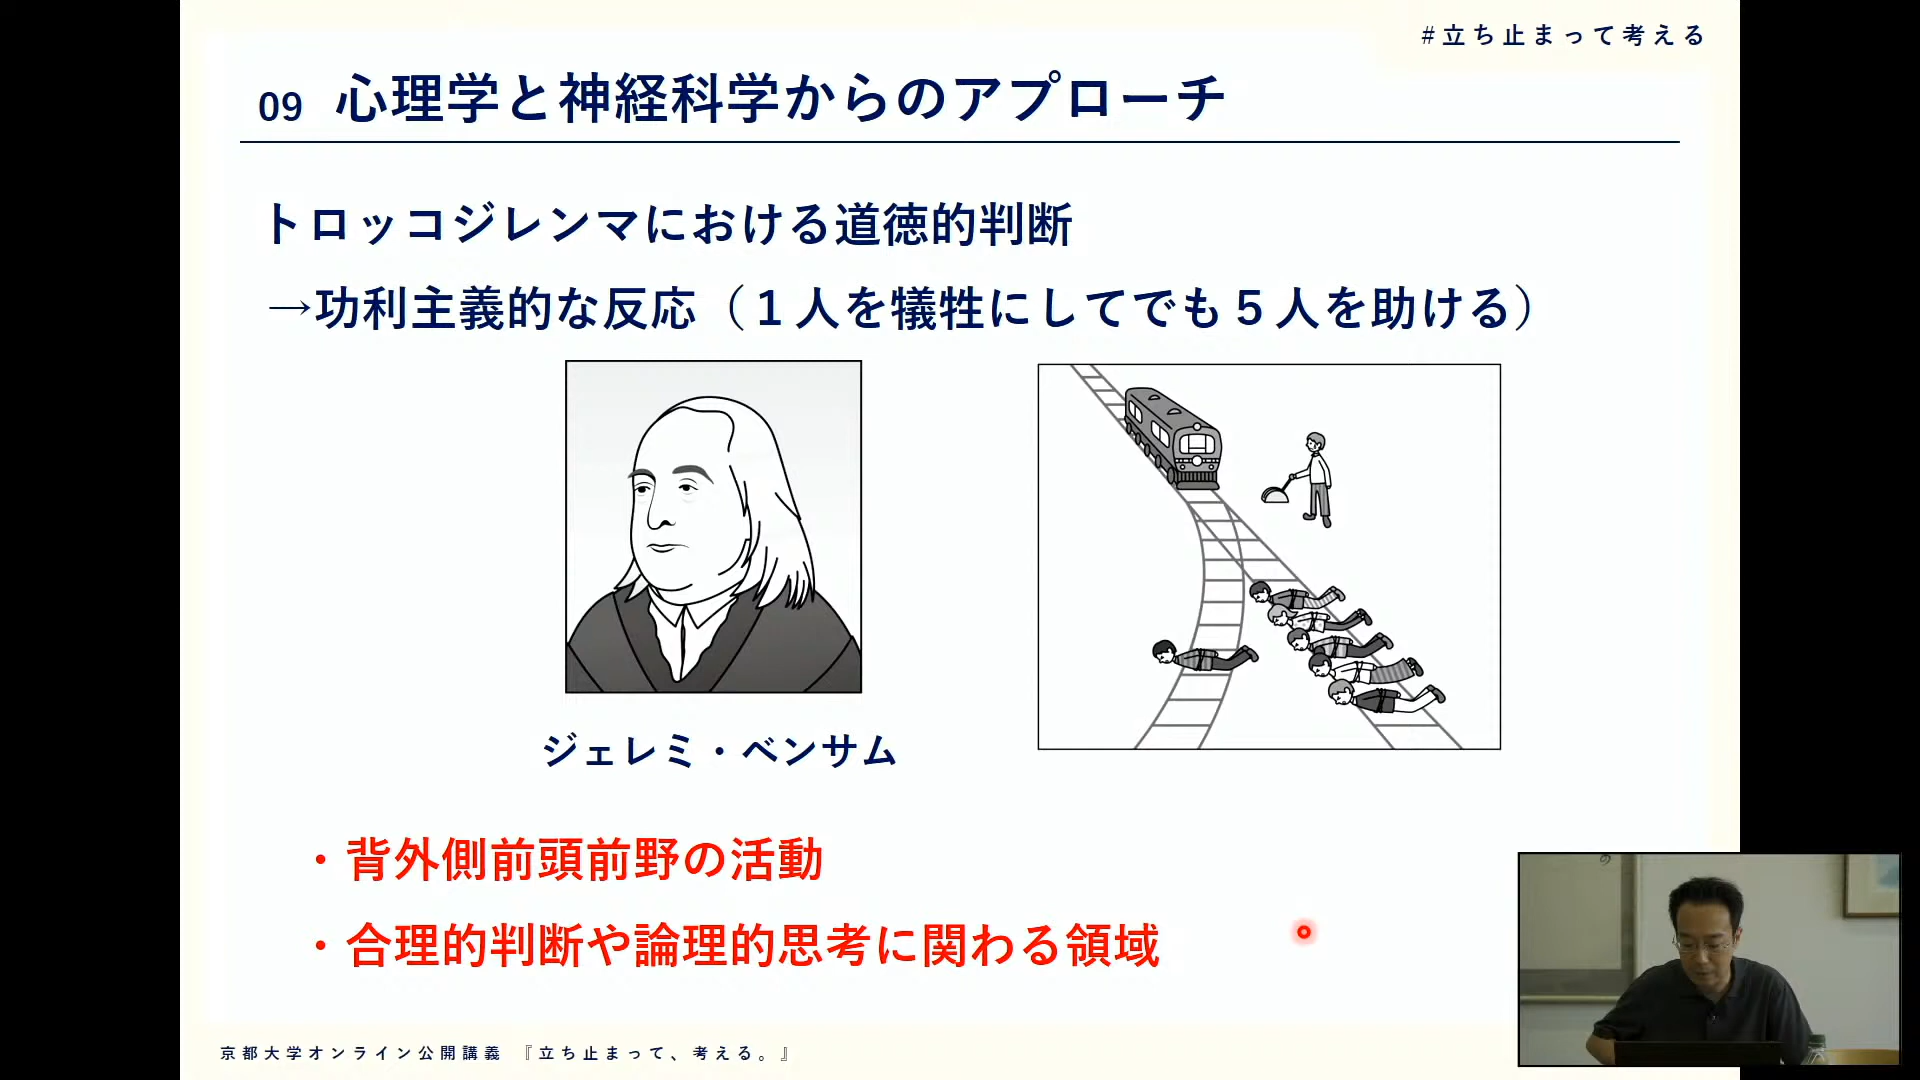 #立ち止まって考える
09 心理学と神経科学からのアプローチ
トロッコジレンマにおける道徳的判断
→功利主義的な反応（１人を犠牲にしてでも５人を助ける）
ジェレミ・ベンサム
・背外側前頭前野の活動
・合理的判断や論理的思考に関わる領域
京都大学オンライン公開講義 『立ち止まって、考える。』
の